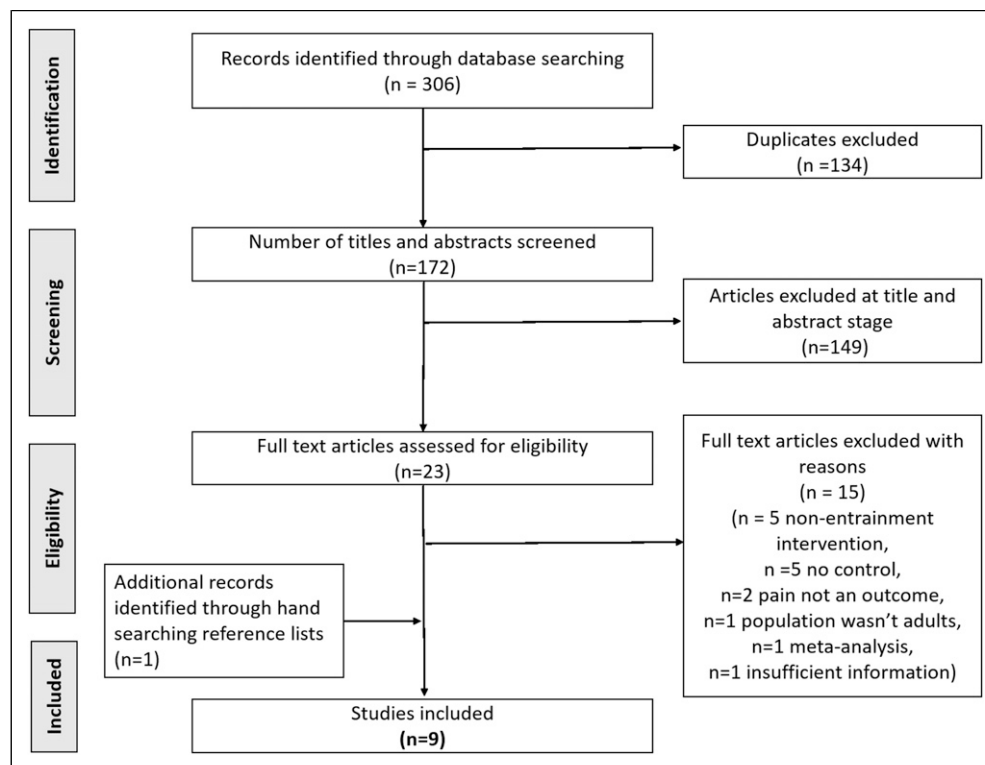 Identification
Records identified through database searching
(n = 306)
Duplicates excluded
(n =134)
Screening
Number of titles and abstracts screened
(n=172)
Articles excluded at title and
abstract stage
(n=149)
Eligibility
Full text articles assessed for eligibility
(n=23)
Full text articles excluded with
reasons
(n = 15)
(n = 5 non-entrainment
intervention,
n =5 no control,
n=2 pain not an outcome,
n=1 population wasn't adults,
n=1 meta-analysis,
n=1 insufficient information)
Additional records
identified through hand
searching reference lists
(n=1)
Included
Studies included
(n=9)